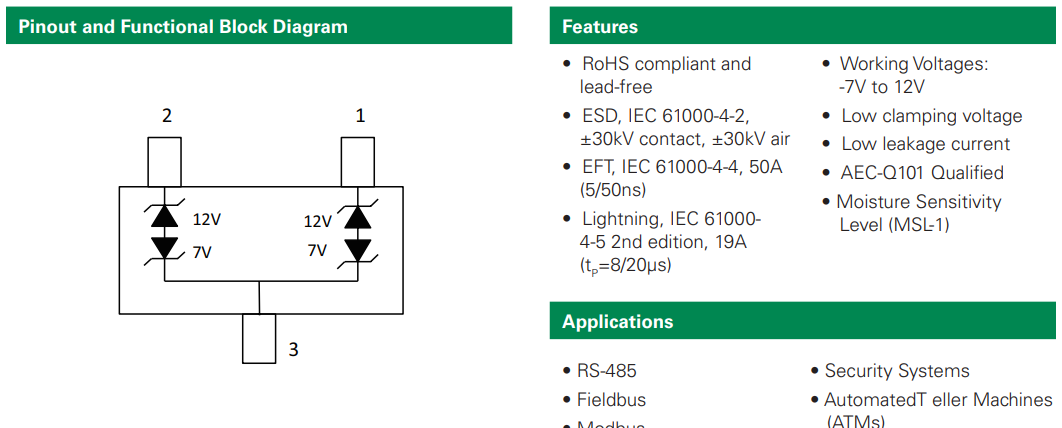 Pinout and Functional Block Diagram
2
1
12V
7V
12V
7V
3
Features
• RoHS compliant and
lead-free
• ESD, IEC 61000-4-2,
±30kV contact, ±30kV air
• EFT, IEC 61000-4-4, 50A
(5/50ns)
• Lightning, IEC 61000-
4-5 2nd edition, 19A
(tP=8/20μs)
• Working Voltages:
-7V to 12V
• Low clamping voltage
• Low leakage current
• AEC-Q101 Qualified
• Moisture Sensitivity
Level (MSL-1)
Applications
• RS-485
• Fieldbus
• Security Systems
• AutomatedT eller Machines
(ATMs)